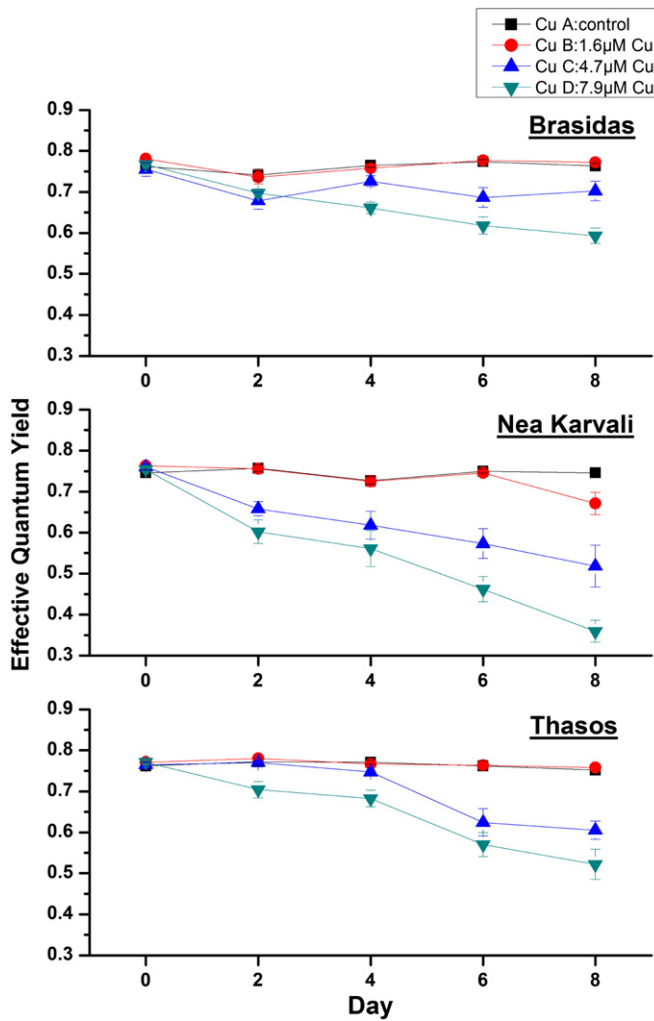 Cu A:control
Cu B:1.6µM Cu
Cu C:4.7µM Cu
Cu D:7.9µM Cu
Brasidas
0.9
0.8
0.7
0.6
0.5
0.4
0.3
0 2 4 6 8
Nea Karvali
0.9
0.8
0.7
0.6
0.5
0.4
0.3
0 2 4 6 8
Effective Quantum Yield
Thasos
0.9
0.8
0.7
0.6
0.5
0.4
0.3
0 2 4 6 8
Day